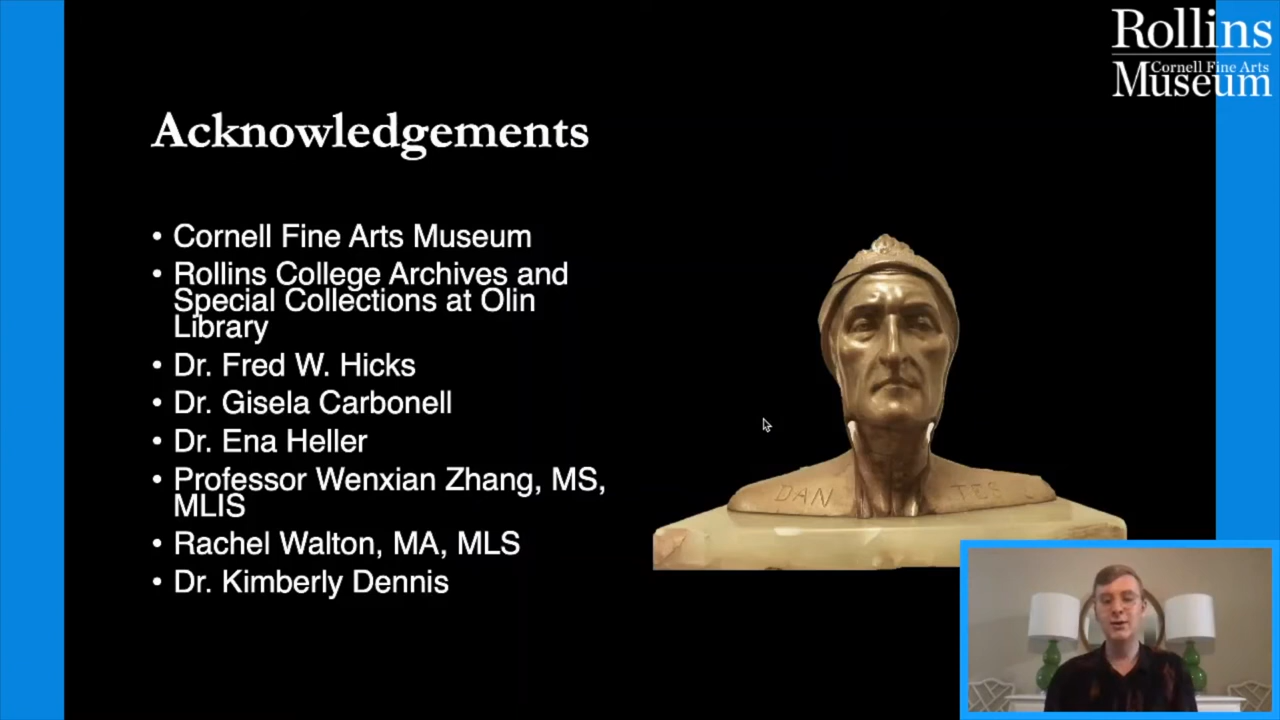 Rollins
Cornell Fine Arts
Museum
Acknowledgements
• Cornell Fine Arts Museum
• Rollins College Archives and
Special Collections at Olin
Library
• Dr. Fred W. Hicks
• Dr. Gisela Carbonell
• Dr. Ena Heller
• Professor Wenxian Zhang, MS,
MLIS
• Rachel Walton, MA, MLS
• Dr. Kimberly Dennis
DAN TES